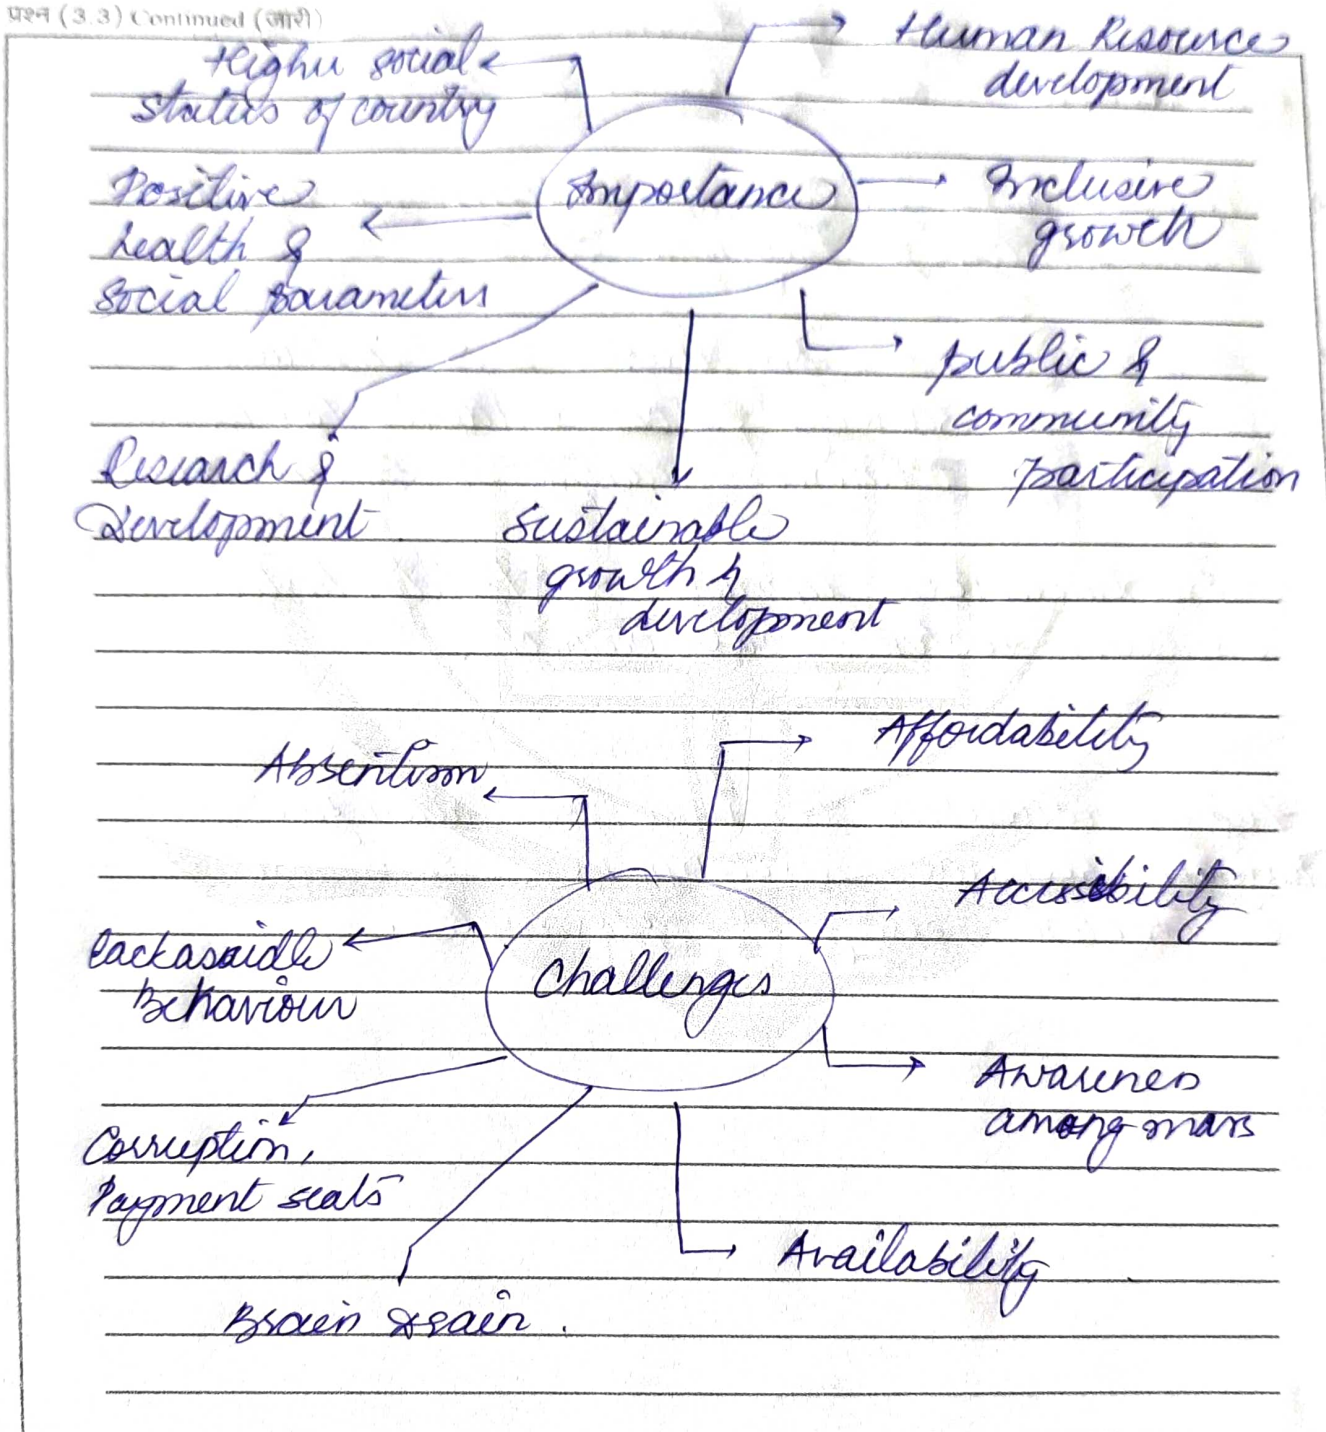 प्रश्न (3.3) Continued (जारी)
Higher social
status of country
Human Resource
development
Importance
Positive
health &
social parameters
Inclusive
growth
public &
community
participation
Research &
Development
Sustainable
growth &
development
Absentism
Affordability
Accessibility
Challenges
Lackasaidle
Behaviour
Awareness
among mass
Corruption,
Payment seats
Availability
Brain Drain.